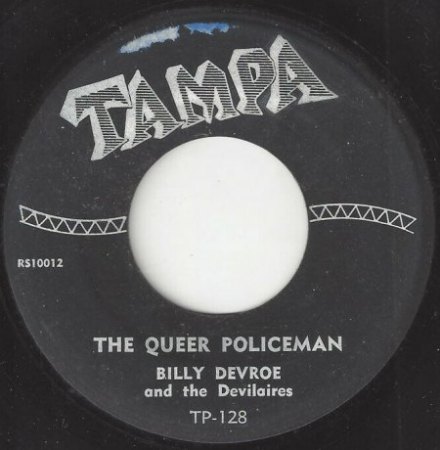 TAMPA
RS10012
THE QUEER POLICEMAN
BILLY DEVROE
and the Devilaires
TP-128